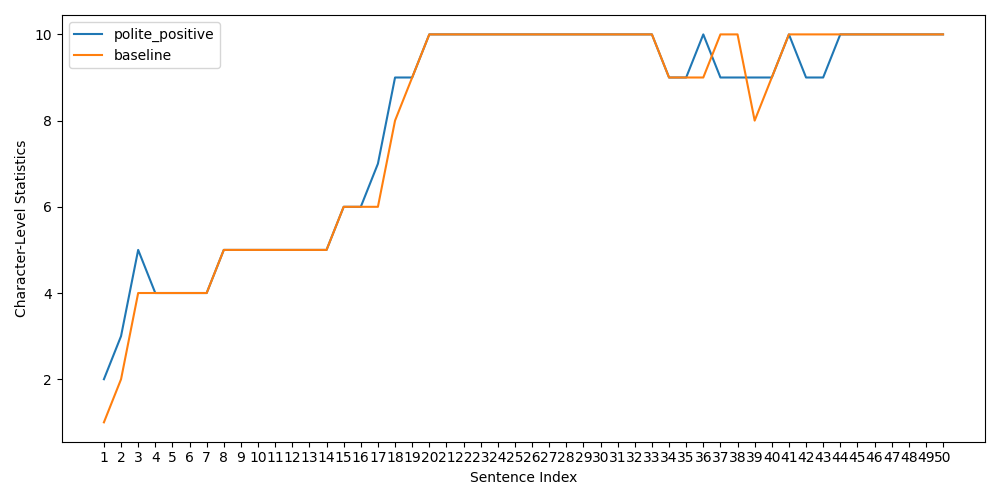 polite_positive
baseline
Character-Level Statistics
10
8
6
4
2
1 2 3 4 5 6 7 8 9 10 11 12 13 14 15 16 17 18 19 20 21 22 23 24 25 26 27 28 29 30 31 32 33 34 35 36 37 38 39 40 41 42 43 44 45 46 47 48 49 50
Sentence Index